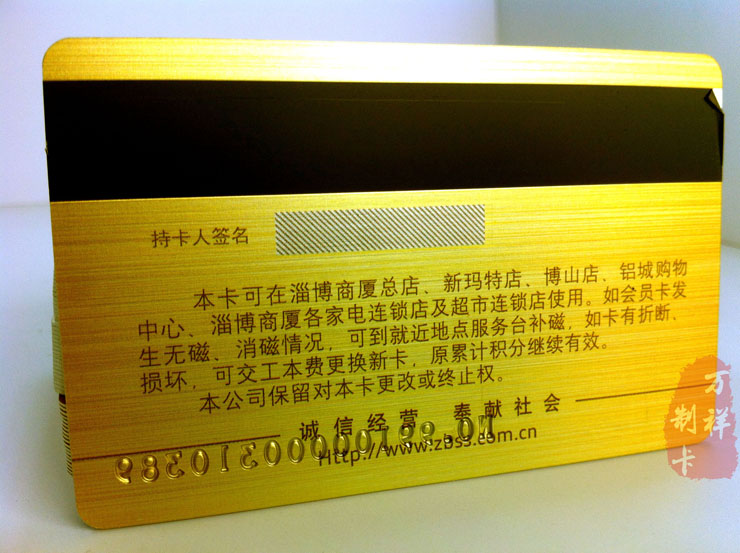 持卡人签名
本卡可在淄博商厦总店、新玛特店、博山店、铝城购物
中心、淄博商厦各家电连锁店及超市连锁店使用。如会员卡发
生无磁、消磁情况，可到就近地点服务台补磁，如卡有折断、
损坏，可交工本费更换新卡，原累计积分继续有效。
本公司保留对本卡更改或终止权。
诚信经营 奉献社会
Http://www.zbss.com.cn
万祥
制卡